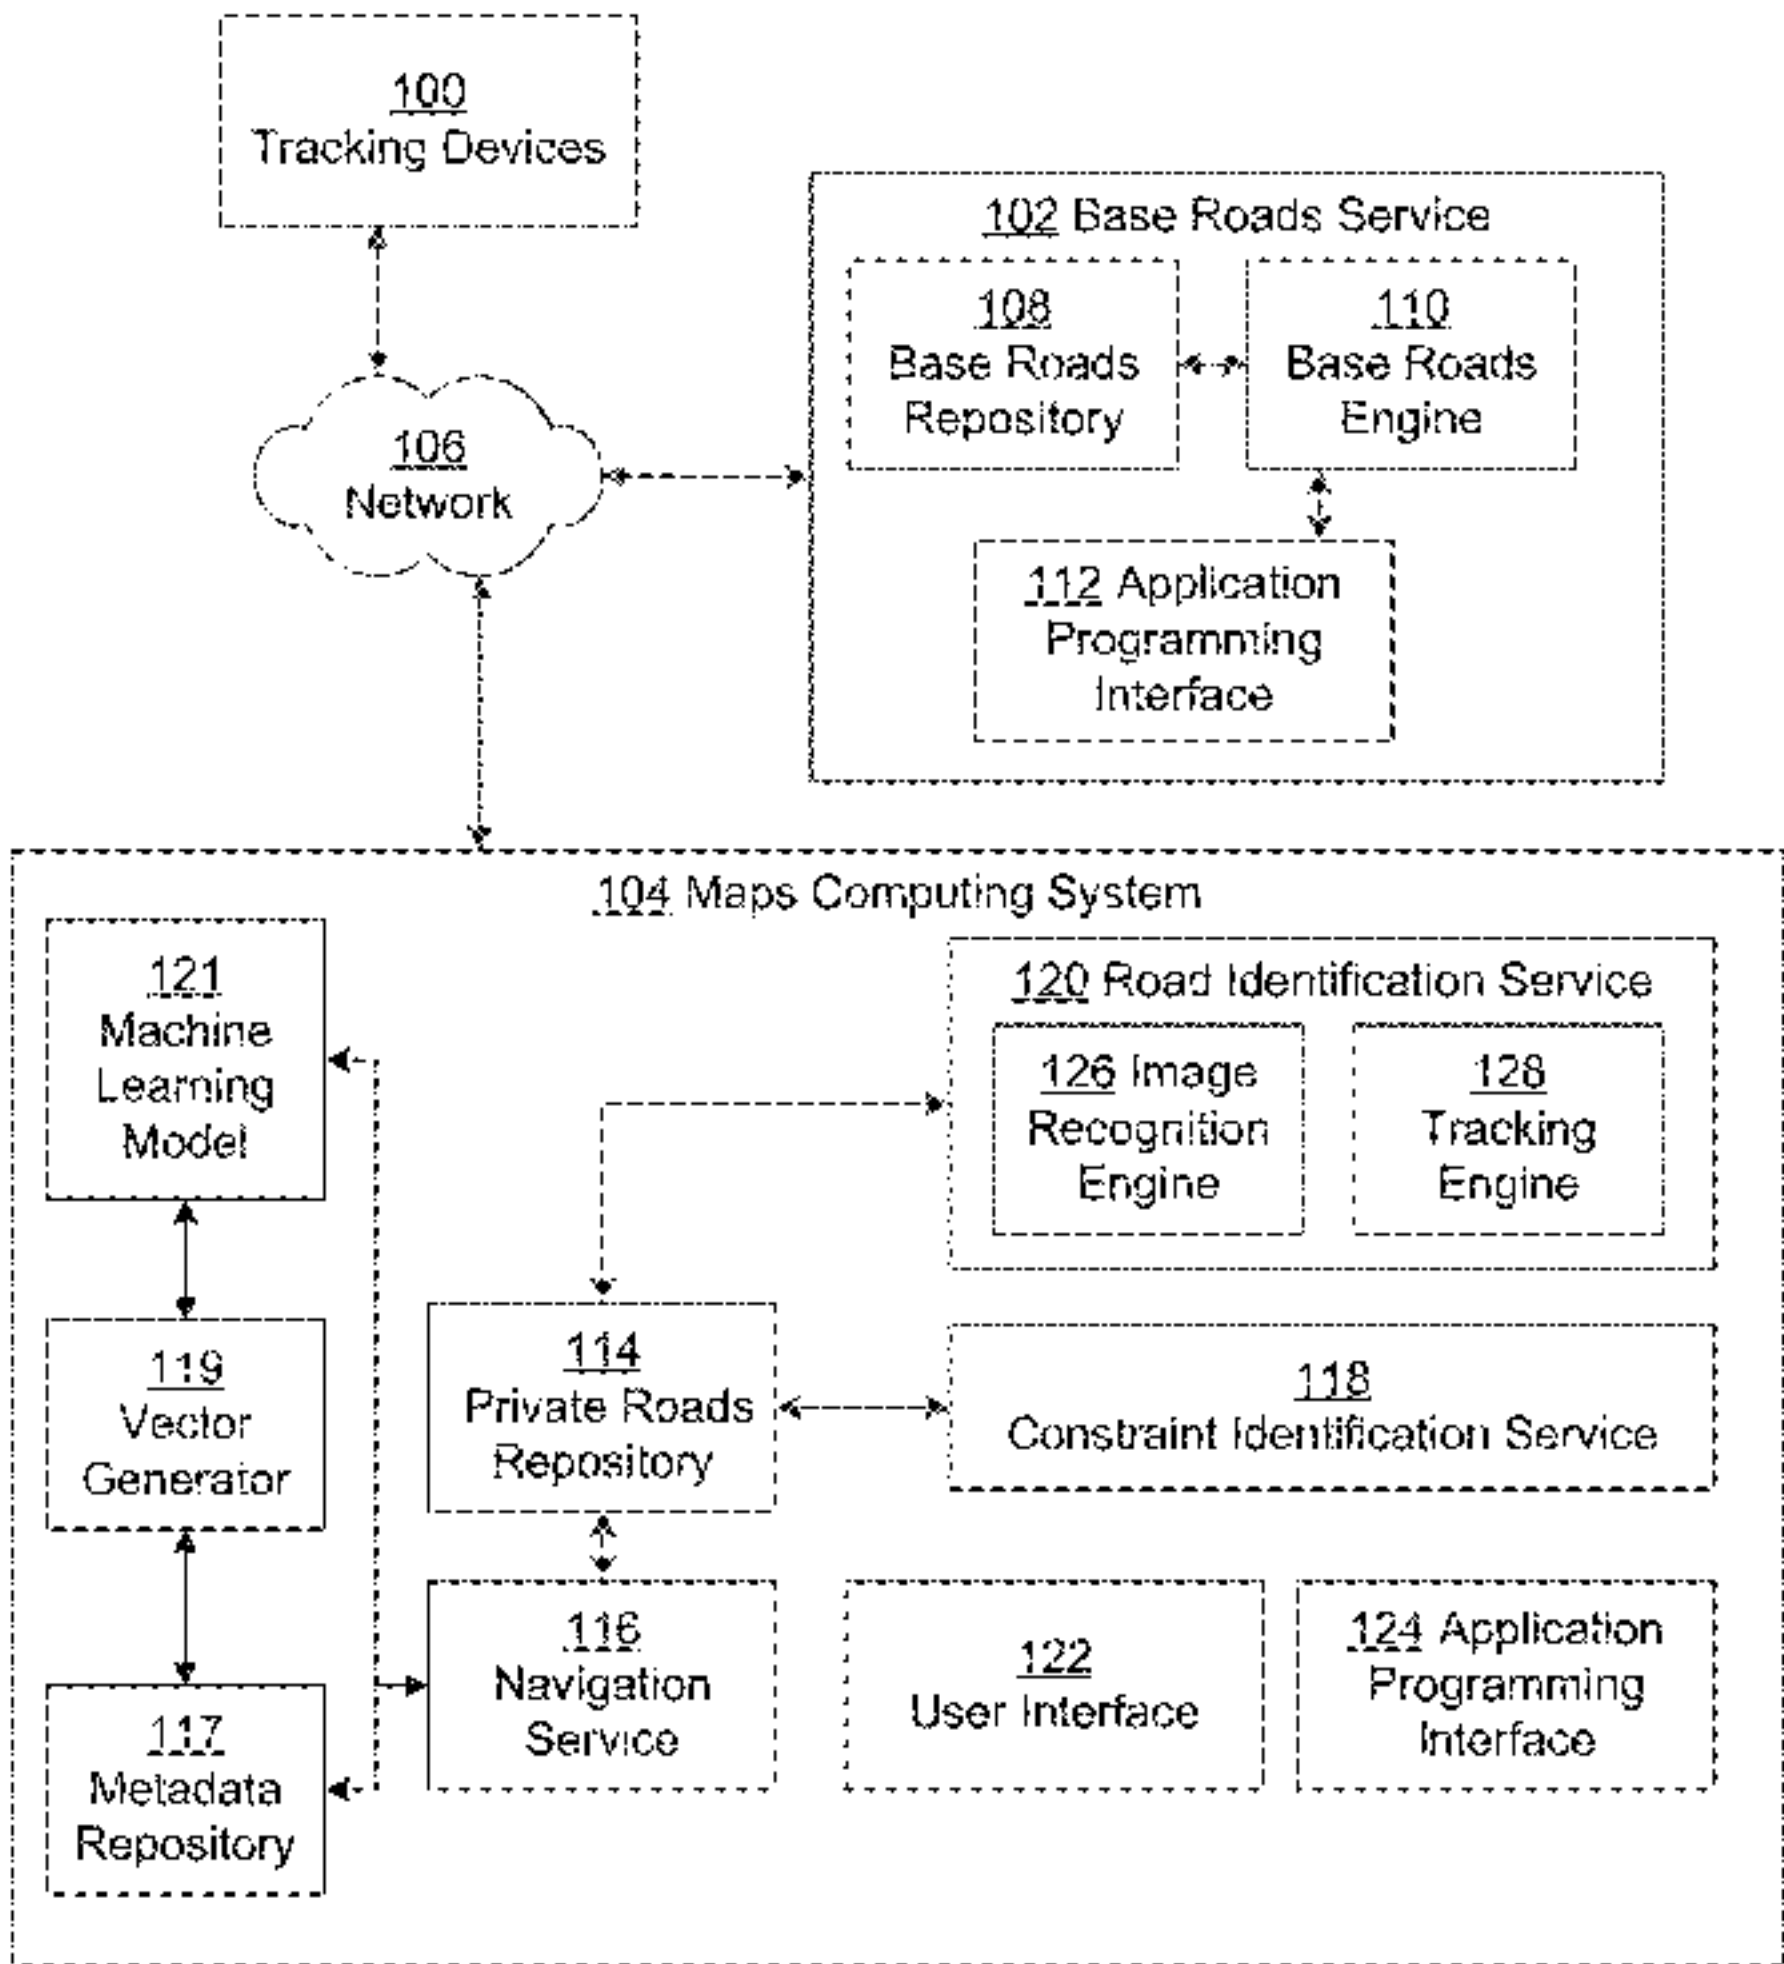 100
Tracking Devices
102 Base Roads Service
108
Base Roads
Repository
110
Base Roads
Engine
106
Network
112 Application
Programming
Interface
104 Maps Computing System
121
Machine
Learning
Model
120 Road Identification Service
126 Image
Recognition
Engine
128
Tracking
Engine
119
Vector
Generator
114
Private Roads
Repository
118
Constraint Identification Service
117
Metadata
Repository
116
Navigation
Service
122
User Interface
124 Application
Programming
Interface